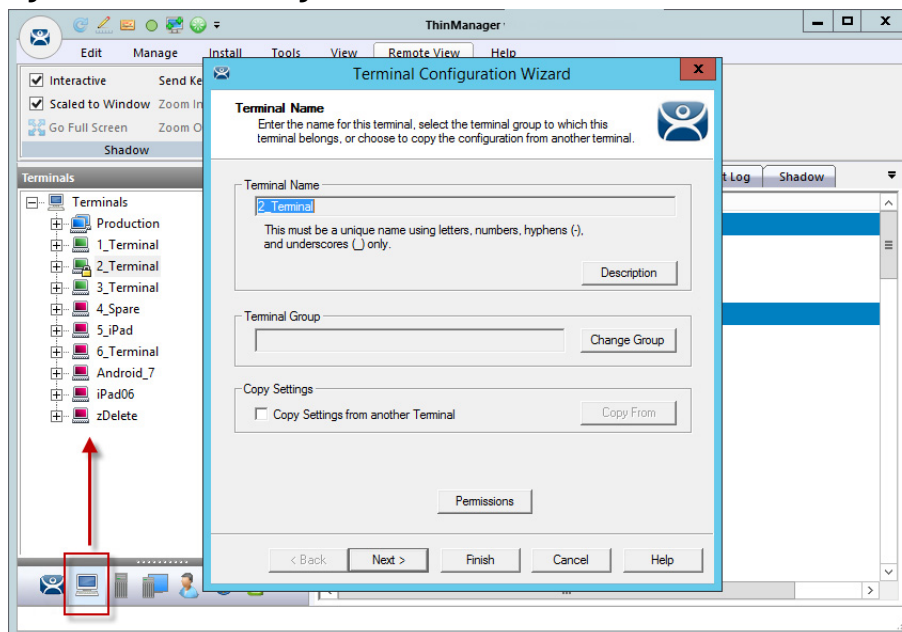 ThinManager
Edit Manage Install Tools View Remote View Help
Interactive Send Ke
Scaled to Window Zoom In
Go Full Screen Zoom O
Shadow
Terminal Configuration Wizard
Terminal Name
Enter the name for this terminal, select the terminal group to which this
terminal belongs, or choose to copy the configuration from another terminal.
Terminals
t Log Shadow
Terminals
Production
1_Terminal
2_Terminal
3_Terminal
4_Spare
5_iPad
6_Terminal
Android_7
iPad06
zDelete
Terminal Name
2_Terminal
This must be a unique name using letters, numbers, hyphens (-),
and underscores (_) only.
Description
Terminal Group
Change Group
Copy Settings
Copy Settings from another Terminal
Copy From
Permissions
< Back Next > Finish Cancel Help